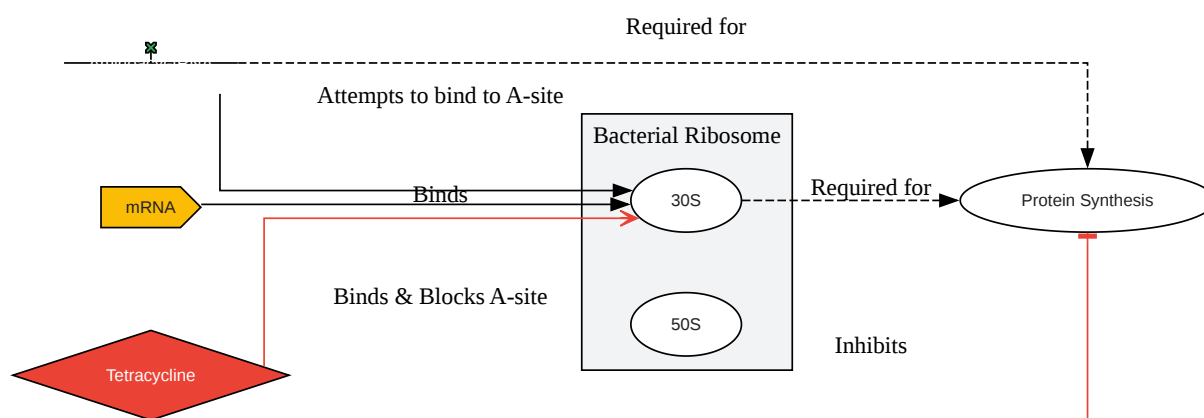 Required for
Attempts to bind to A-site
Bacterial Ribosome
mRNA
Binds
30S
Required for
Protein Synthesis
Binds & Blocks A-site
50S
Inhibits
Tetracycline